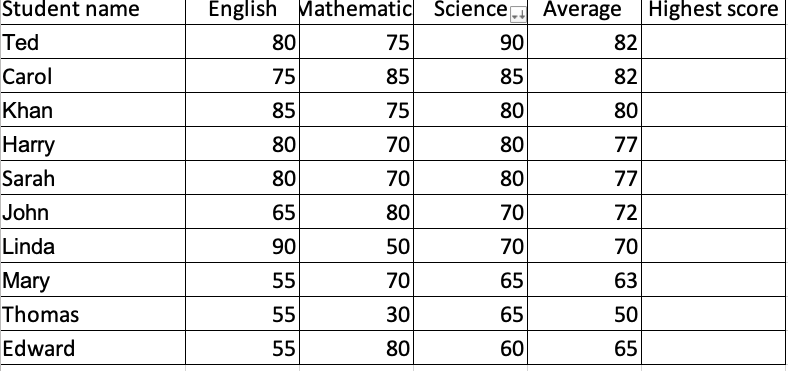 Student name English Mathematic Science Average Highest score
Ted 80 75 90 82
Carol 75 85 85 82
Khan 85 75 80 80
Harry 80 70 80 77
Sarah 80 70 80 77
John 65 80 70 72
Linda 90 50 70 70
Mary 55 70 65 63
Thomas 55 30 65 50
Edward 55 80 60 65